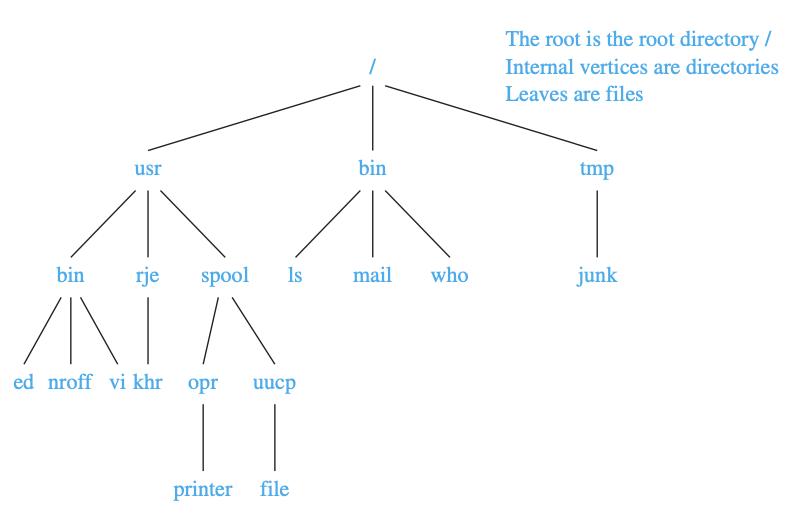 The root is the root directory /
/
Internal vertices are directories
Leaves are files
usr bin tmp
bin rje spool ls mail who junk
ed nroff vi khr opr uucp
printer file